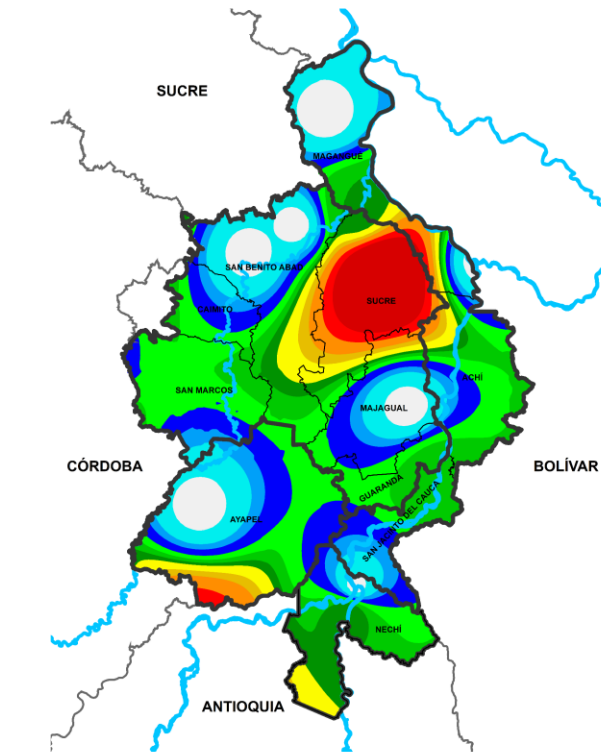 SUCRE
MAGANGUÉ
SAN BENITO ABAD
SUCRE
CAIMITO
ACHÍ
SAN MARCOS
MAJAGUAL
CÓRDOBA
BOLÍVAR
GUARANDA
AYAPEL
SAN JACINTO DEL CAUCA
NECHÍ
ANTIOQUIA